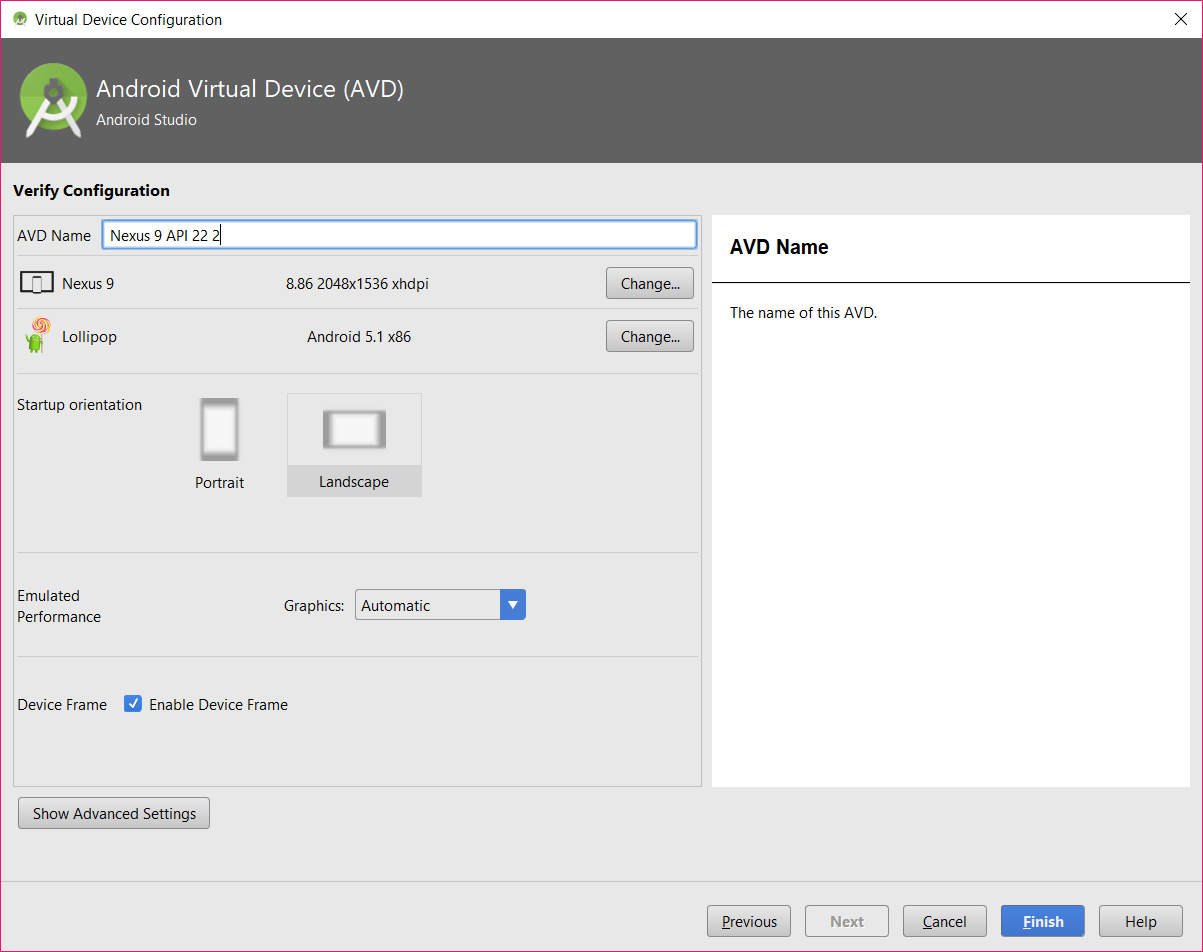 Virtual Device Configuration
Android Virtual Device (AVD)
Android Studio
Verify Configuration
AVD Name Nexus 9 API 22 2
Nexus 9 8.86 2048x1536 xhdpi Change...
Lollipop Android 5.1 x86 Change...
Startup orientation
Portrait Landscape
Emulated
Performance
Graphics: Automatic
Device Frame Enable Device Frame
Show Advanced Settings
AVD Name
The name of this AVD.
Previous Next Cancel Finish Help